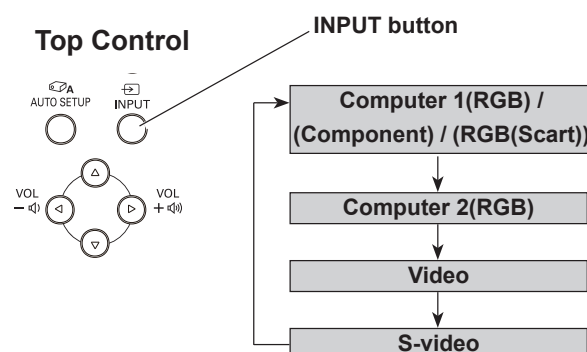 Top Control
INPUT button
A
AUTO SETUP
INPUT
VOL
−
VOL
+
Computer 1(RGB) /
(Component) / (RGB(Scart))
Computer 2(RGB)
Video
S-video